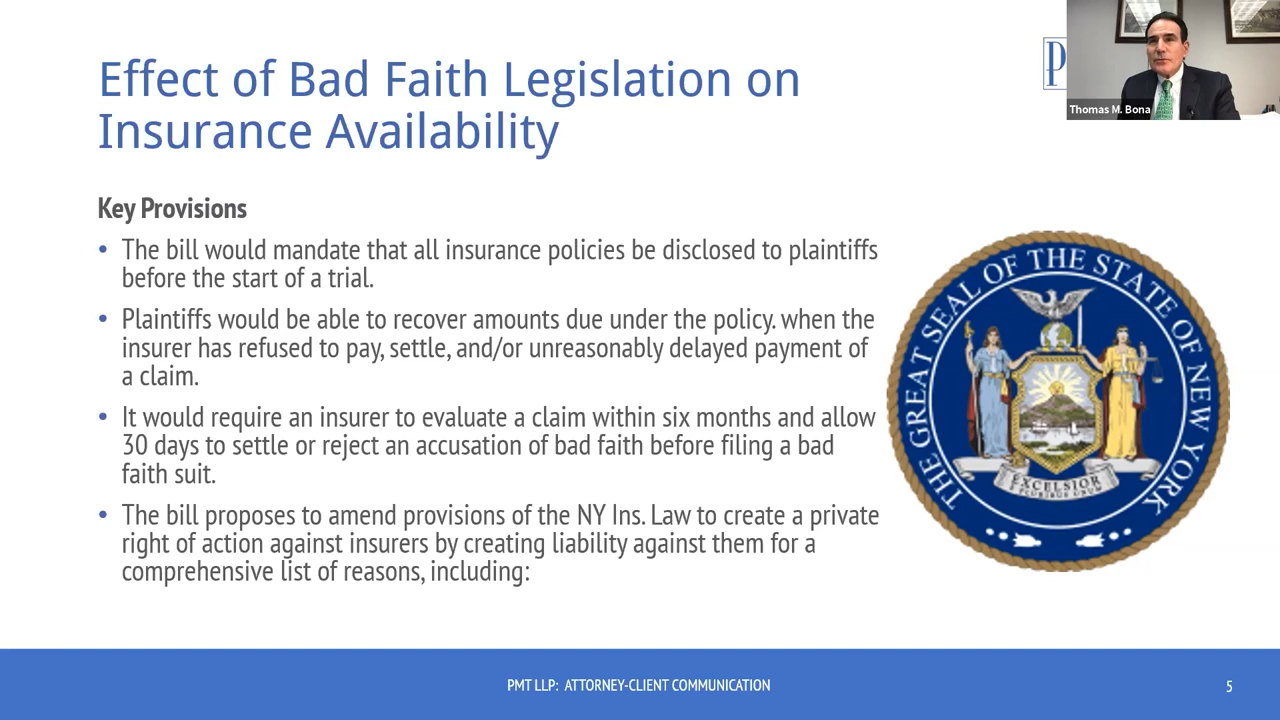 Effect of Bad Faith Legislation on
Insurance Availability
P
Thomas M. Bona
Key Provisions
• The bill would mandate that all insurance policies be disclosed to plaintiffs
before the start of a trial.
• Plaintiffs would be able to recover amounts due under the policy. when the
insurer has refused to pay, settle, and/or unreasonably delayed payment of
a claim.
• It would require an insurer to evaluate a claim within six months and allow
30 days to settle or reject an accusation of bad faith before filing a bad
faith suit.
• The bill proposes to amend provisions of the NY Ins. Law to create a private
right of action against insurers by creating liability against them for a
comprehensive list of reasons, including:
THE GREAT SEAL OF THE STATE OF NEW YORK
EXCELSIOR
E PLURIBUS UNUM
PMT LLP: ATTORNEY-CLIENT COMMUNICATION
5